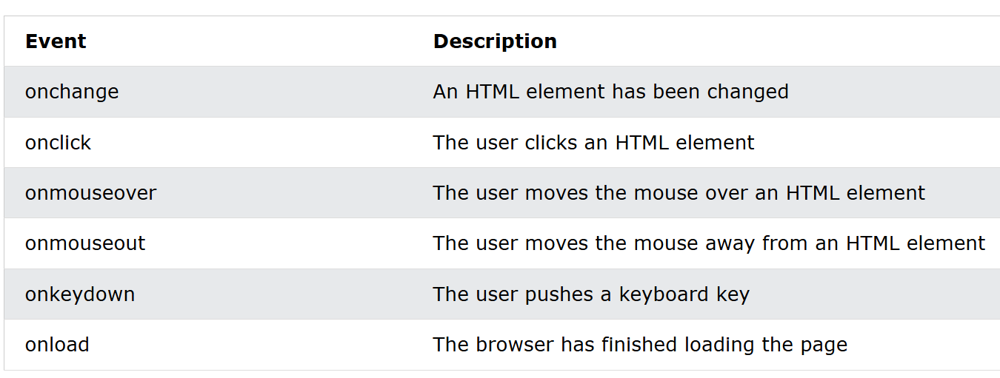 Event Description
onchange An HTML element has been changed
onclick The user clicks an HTML element
onmouseover The user moves the mouse over an HTML element
onmouseout The user moves the mouse away from an HTML element
onkeydown The user pushes a keyboard key
onload The browser has finished loading the page